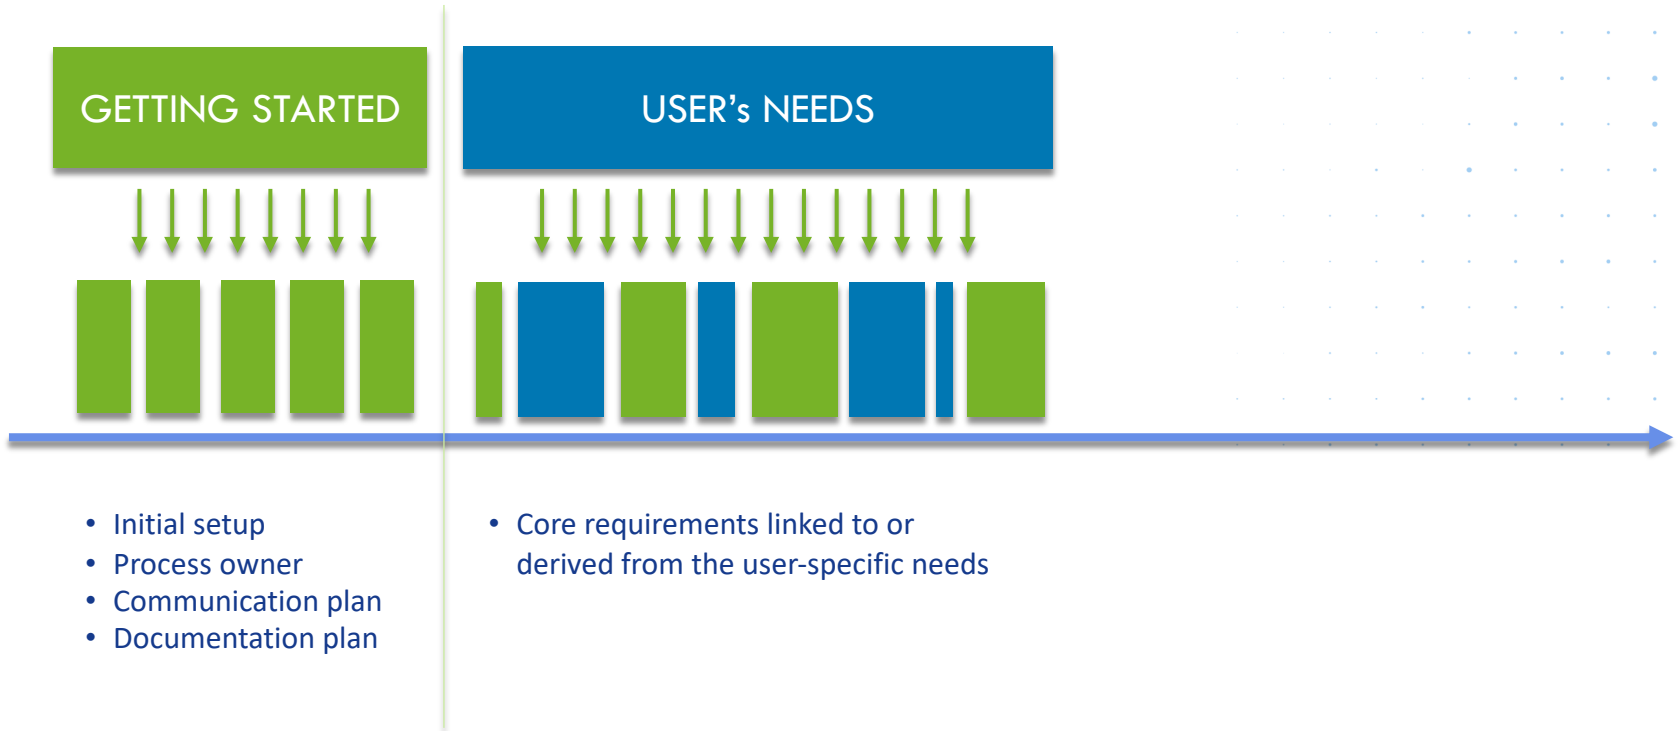 GETTING STARTED
USER's NEEDS
• Initial setup
• Process owner
• Communication plan
• Documentation plan
• Core requirements linked to or
derived from the user-specific needs